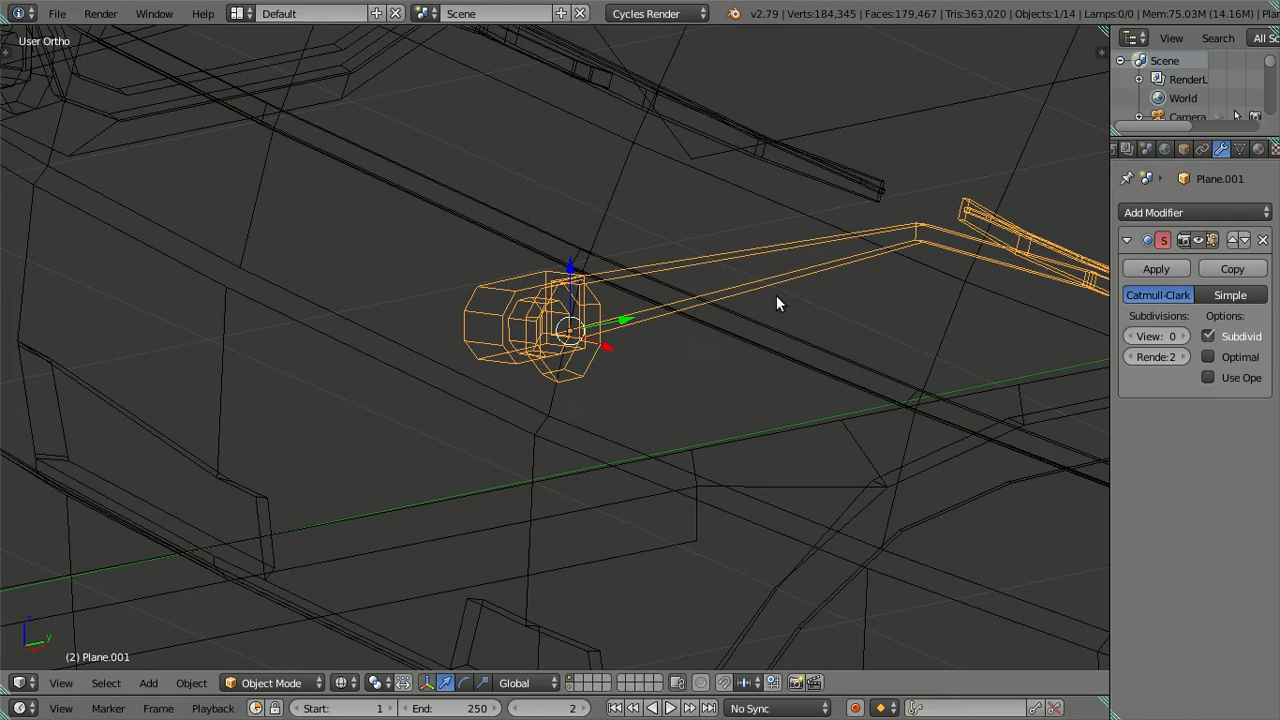 File Render Window Help Default Scene Cycles Render v2.79 | Verts:184,345 | Faces:179,467 | Tris:363,020 | Objects:1/14 | Lamps:0/0 | Mem:75.03M (14.16M) | Pla
User Ortho
View Search All Sc
Scene
RenderL
World
Camera
Plane.001
Add Modifier
S
Apply Copy
Catmull-Clark Simple
Subdivisions: Options:
View: 0 Subdivid
Rende:2 Optimal
Use Ope
z
y
(2) Plane.001
View Select Add Object Object Mode Global
View Marker Frame Playback Start: 1 End: 250 2 No Sync